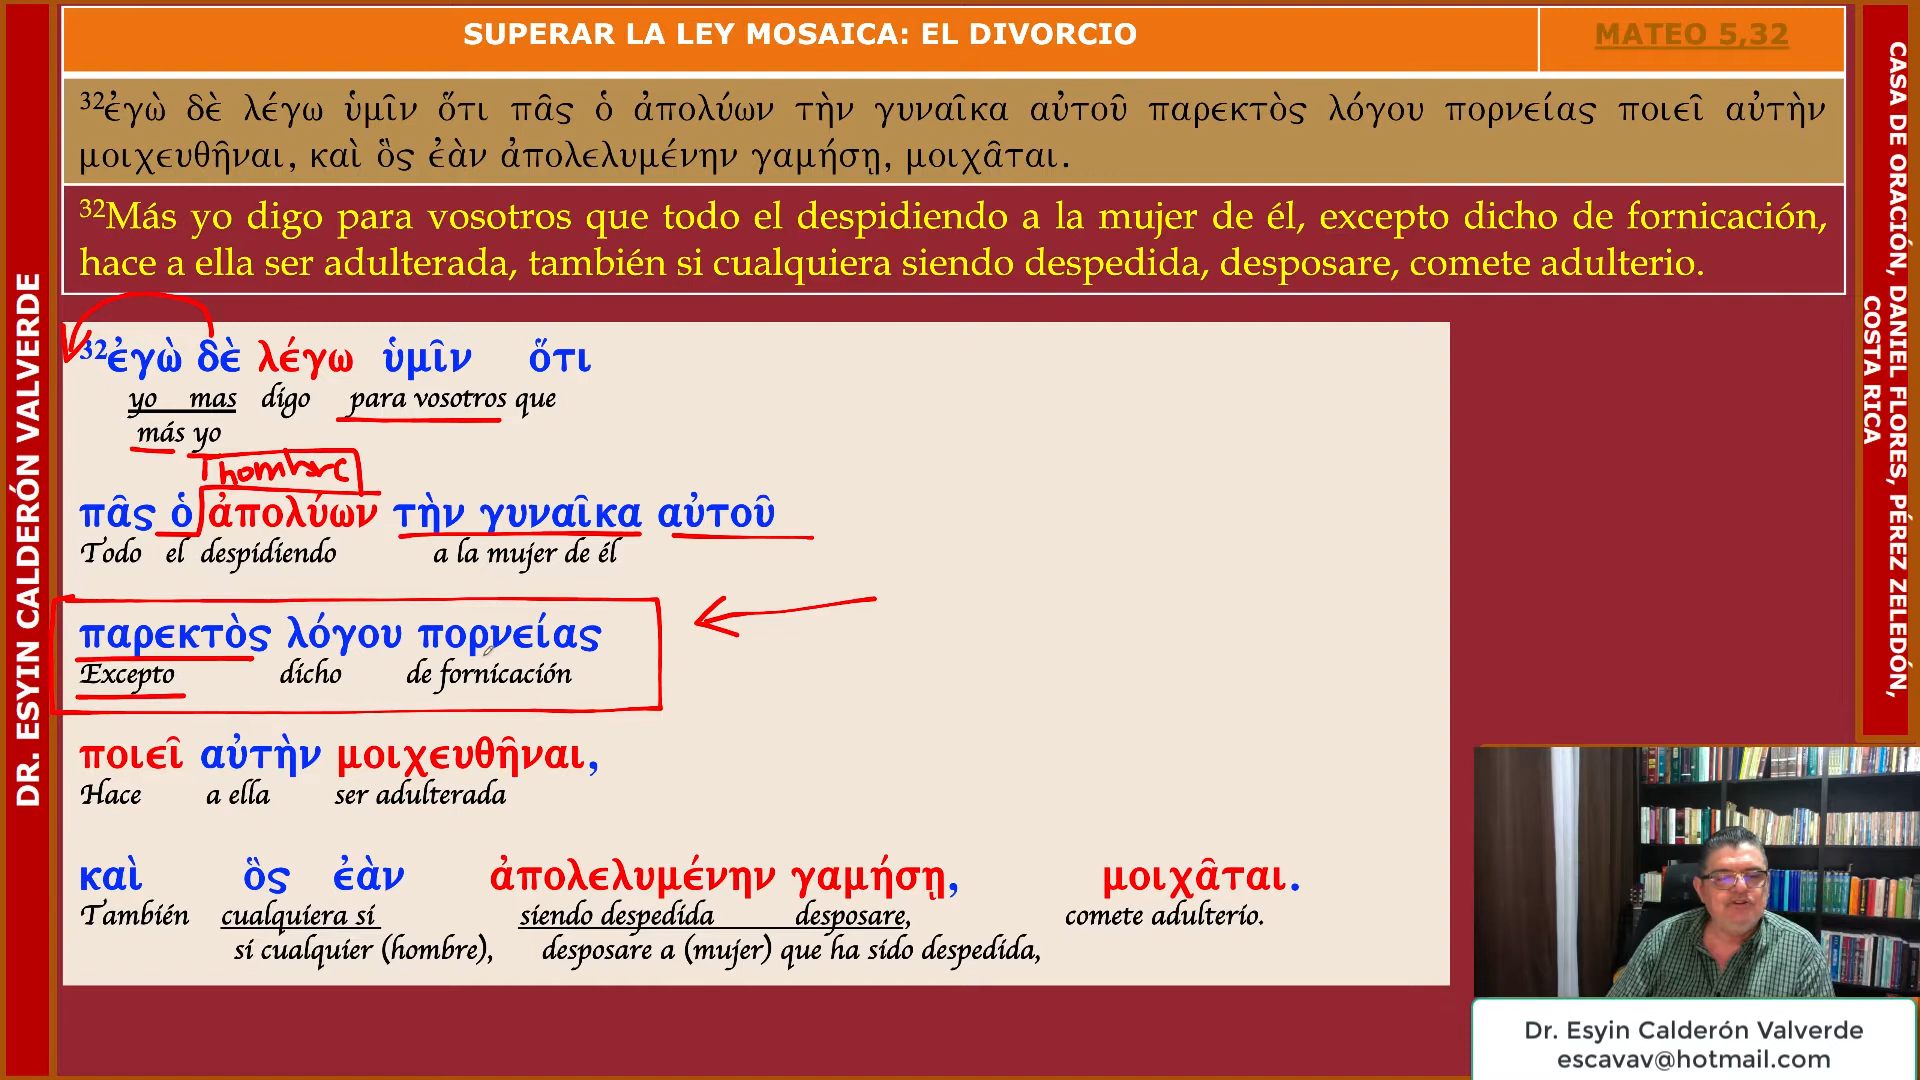 SUPERAR LA LEY MOSAICA: EL DIVORCIO
MATEO 5,32
³²ἐγὼ δὲ λέγω ὑμῖν ὅτι πᾶς ὁ ἀπολύων τὴν γυναῖκα αὐτοῦ παρεκτὸς λόγου πορνείας ποιεῖ αὐτὴν
μοιχευθῆναι, καὶ ὃς ἐὰν ἀπολελυμένην γαμήσῃ, μοιχᾶται.
³²Más yo digo para vosotros que todo el despidiendo a la mujer de él, excepto dicho de fornicación,
hace a ella ser adulterada, también si cualquiera siendo despedida, desposare, comete adulterio.
³²ἐγὼ δὲ λέγω ὑμῖν ὅτι
yo mas digo para vosotros que
más yo
hombre
πᾶς ὁ ἀπολύων τὴν γυναῖκα αὐτοῦ
Todo el despidiendo a la mujer de él
παρεκτὸς λόγου πορνείας
Excepto dicho de fornicación
ποιεῖ αὐτὴν μοιχευθῆναι,
Hace a ella ser adulterada
καὶ ὃς ἐὰν ἀπολελυμένην γαμήσῃ, μοιχᾶται.
También cualquiera si siendo despedida desposare, comete adulterio.
si cualquier (hombre), desposare a (mujer) que ha sido despedida,
DR. ESYIN CALDERÓN VALVERDE
CASA DE ORACIÓN, DANIEL FLORES, PÉREZ ZELEDÓN,
COSTA RICA
Dr. Esyin Calderón Valverde
escavav@hotmail.com